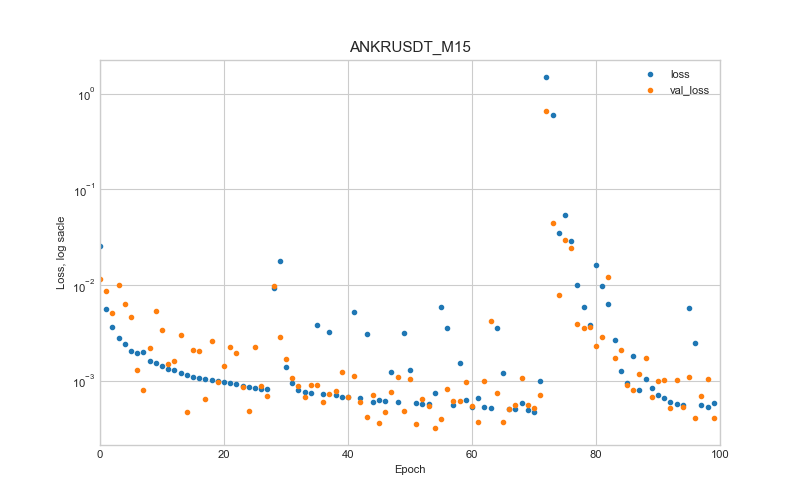 ANKRUSDT_M15
loss
val_loss
Loss, log sacle
10⁰
10⁻¹
10⁻²
10⁻³
0 20 40 60 80 100
Epoch